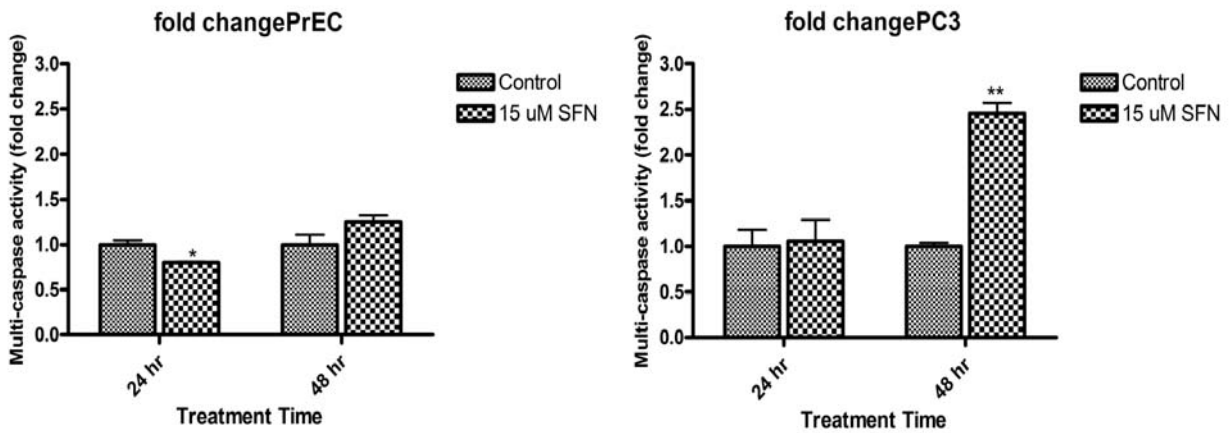 fold changePrEC
Multi-caspase activity (fold change)
3.0
2.5
2.0
1.5
1.0
0.5
0.0
*
24 hr
48 hr
Treatment Time
Control
15 uM SFN
fold changePC3
Multi-caspase activity (fold change)
3.0
2.5
2.0
1.5
1.0
0.5
0.0
**
24 hr
48 hr
Treatment Time
Control
15 uM SFN